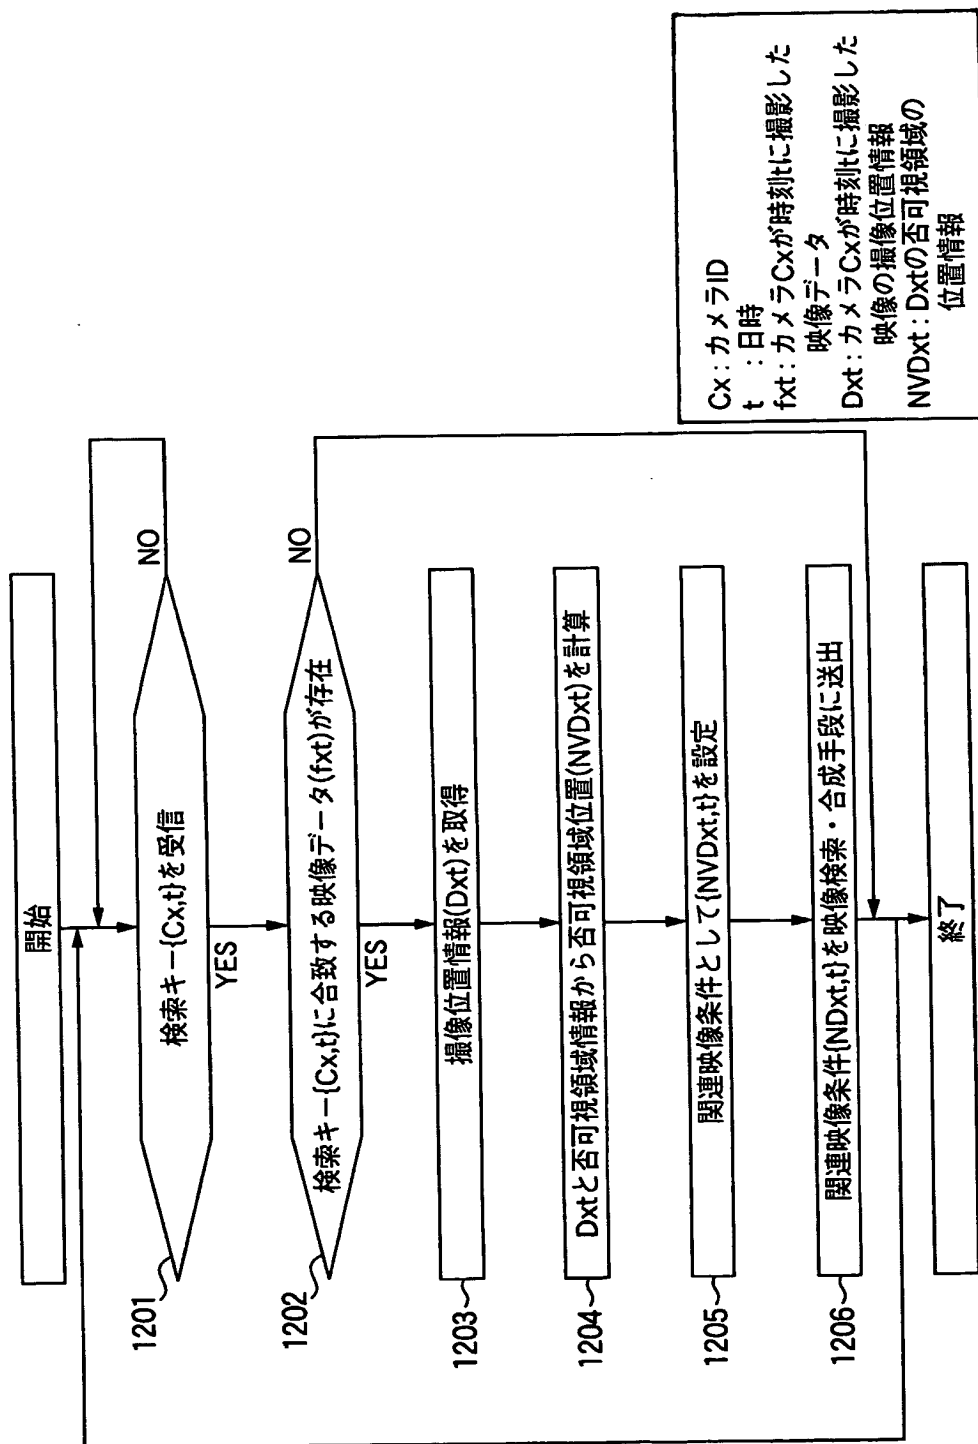 開始
1201
検索キー{Cx,t}を受信
NO
YES
1202
検索キー{Cx,t}に合致する映像データ(fxt)が存在
NO
YES
1203
撮像位置情報(Dxt)を取得
1204
Dxtと否可視領域情報から否可視領域位置(NVDxt)を計算
1205
関連映像条件として{NVDxt,t}を設定
1206
関連映像条件{NDxt,t}を映像検索・合成手段に送出
終了
Cx:カメラID
t :日時
fxt:カメラCxが時刻tに撮影した
映像データ
Dxt:カメラCxが時刻tに撮影した
映像の撮像位置情報
NVDxt:Dxtの否可視領域の
位置情報